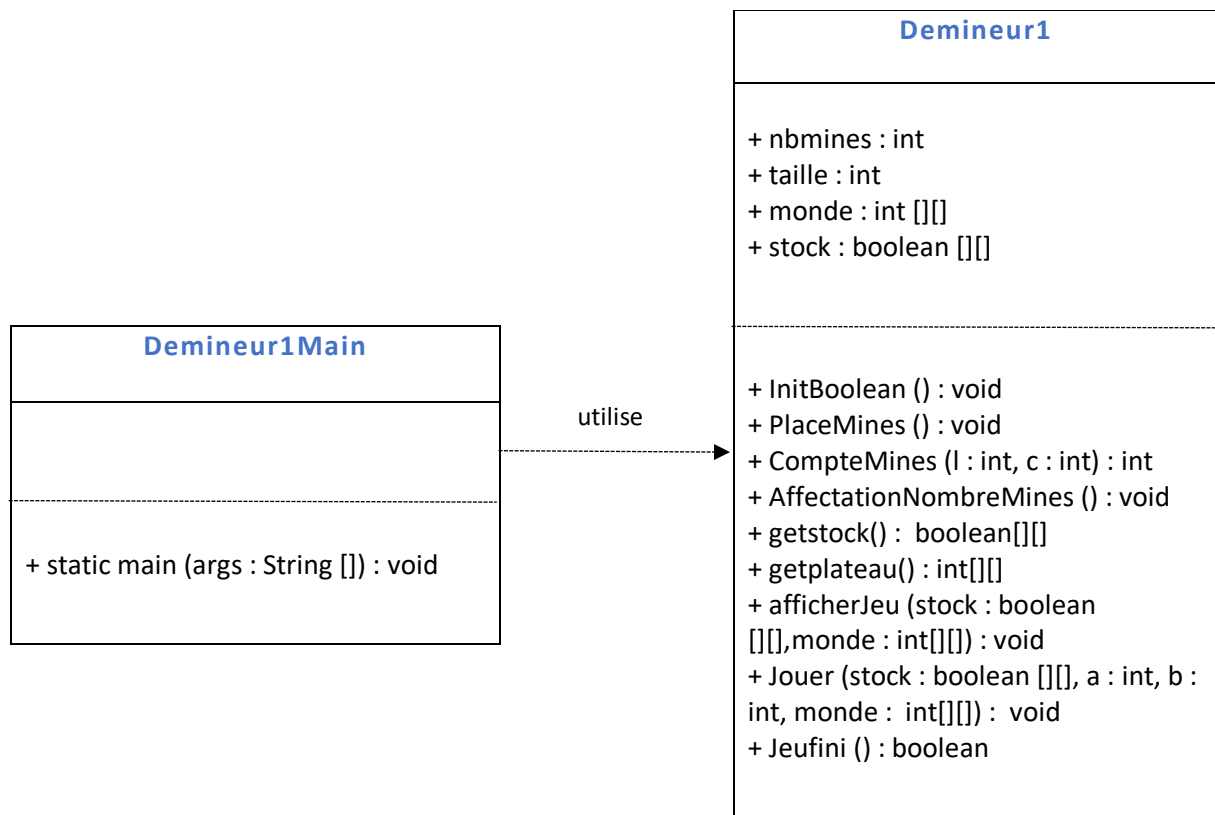 Demineur1
+ nbmines : int
+ taille : int
+ monde : int [][]
+ stock : boolean [][]
Demineur1Main
+ static main (args : String []) : void
utilise
+ InitBoolean () : void
+ PlaceMines () : void
+ CompteMines (l : int, c : int) : int
+ AffectationNombreMines () : void
+ getstock() : boolean[][]
+ getplateau() : int[][]
+ afficherJeu (stock : boolean
[][],monde : int[][]) : void
+ Jouer (stock : boolean [][], a : int, b :
int, monde : int[][]) : void
+ Jeufini () : boolean